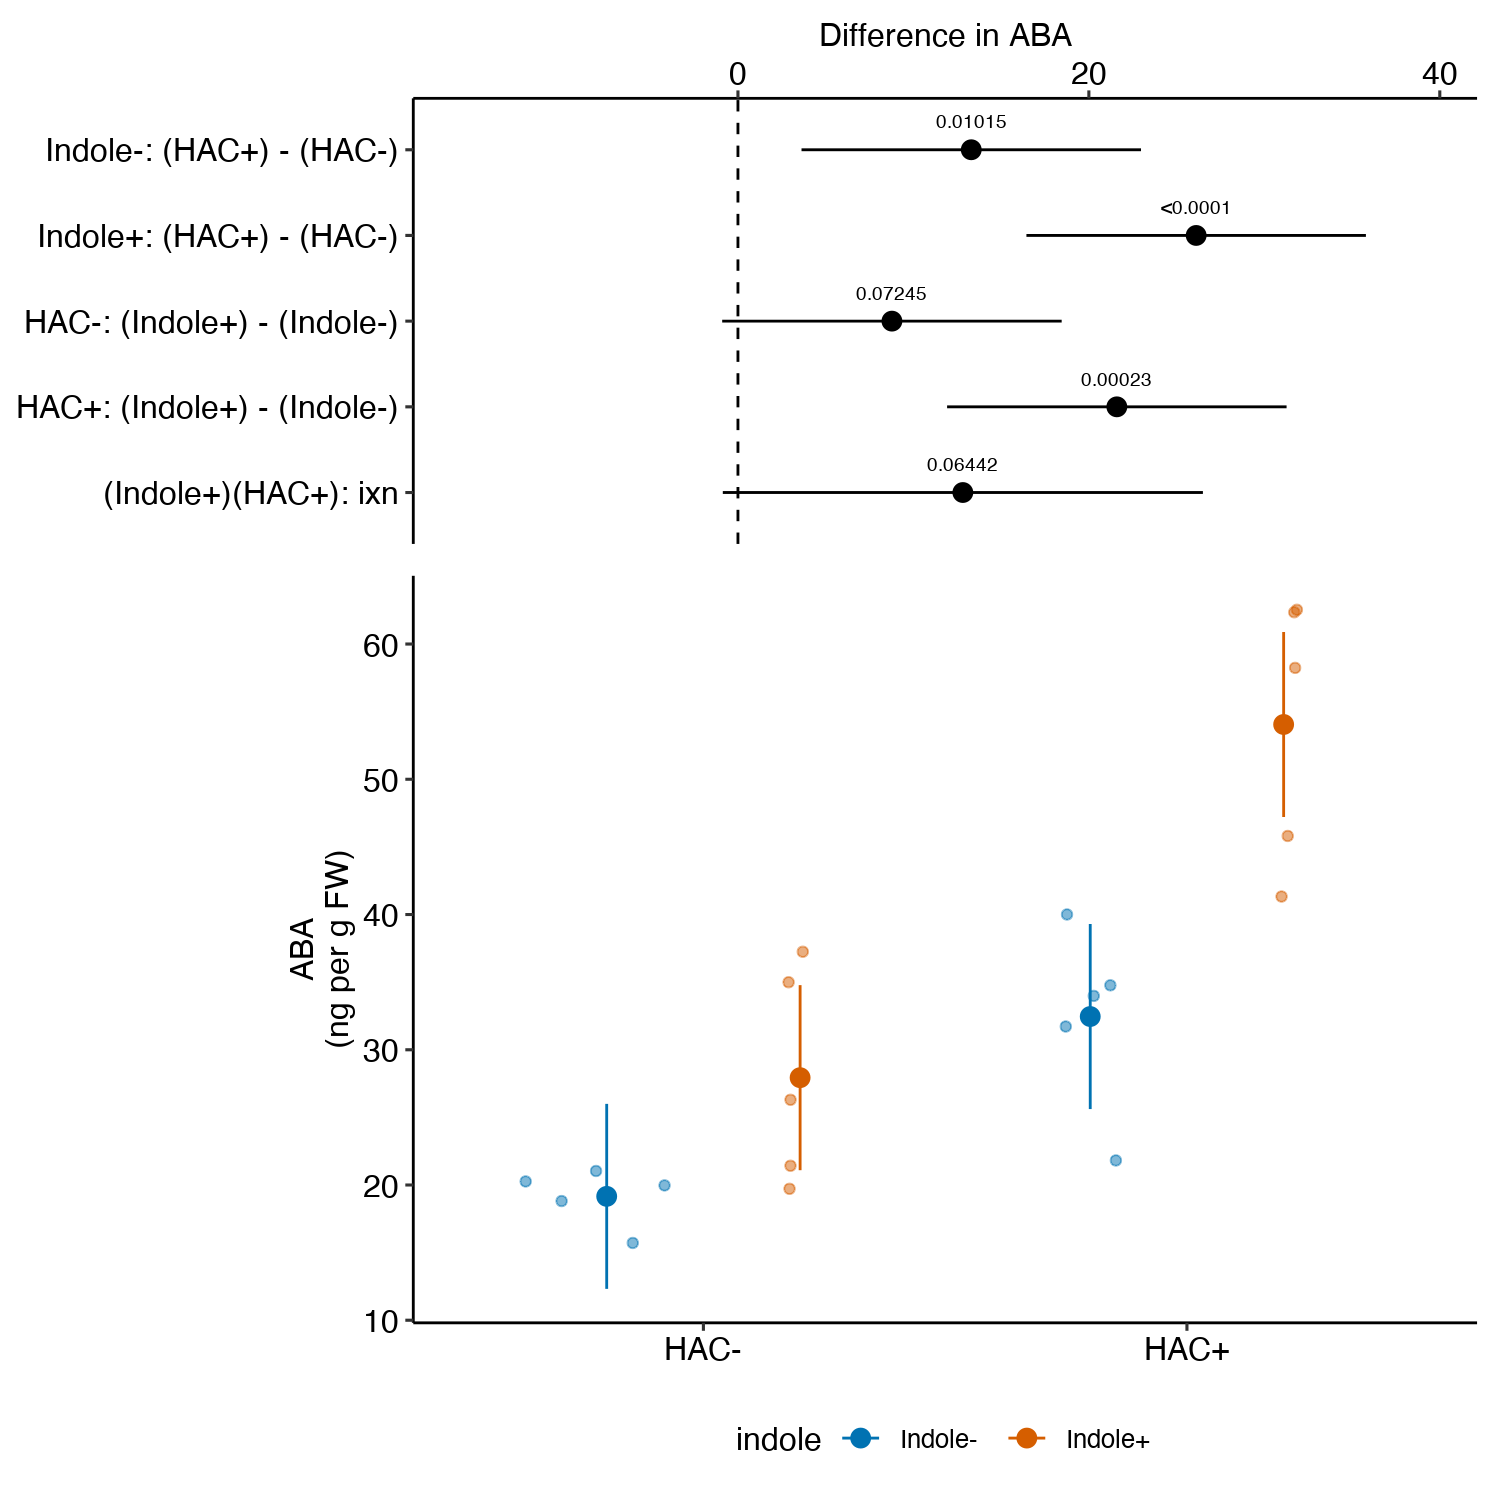 Difference in ABA
0 20 40
Indole-: (HAC+) - (HAC-)
0.01015
Indole+: (HAC+) - (HAC-)
<0.0001
HAC-: (Indole+) - (Indole-)
0.07245
HAC+: (Indole+) - (Indole-)
0.00023
(Indole+)(HAC+): ixn
0.06442
ABA
(ng per g FW)
60
50
40
30
20
10
HAC- HAC+
indole Indole- Indole+